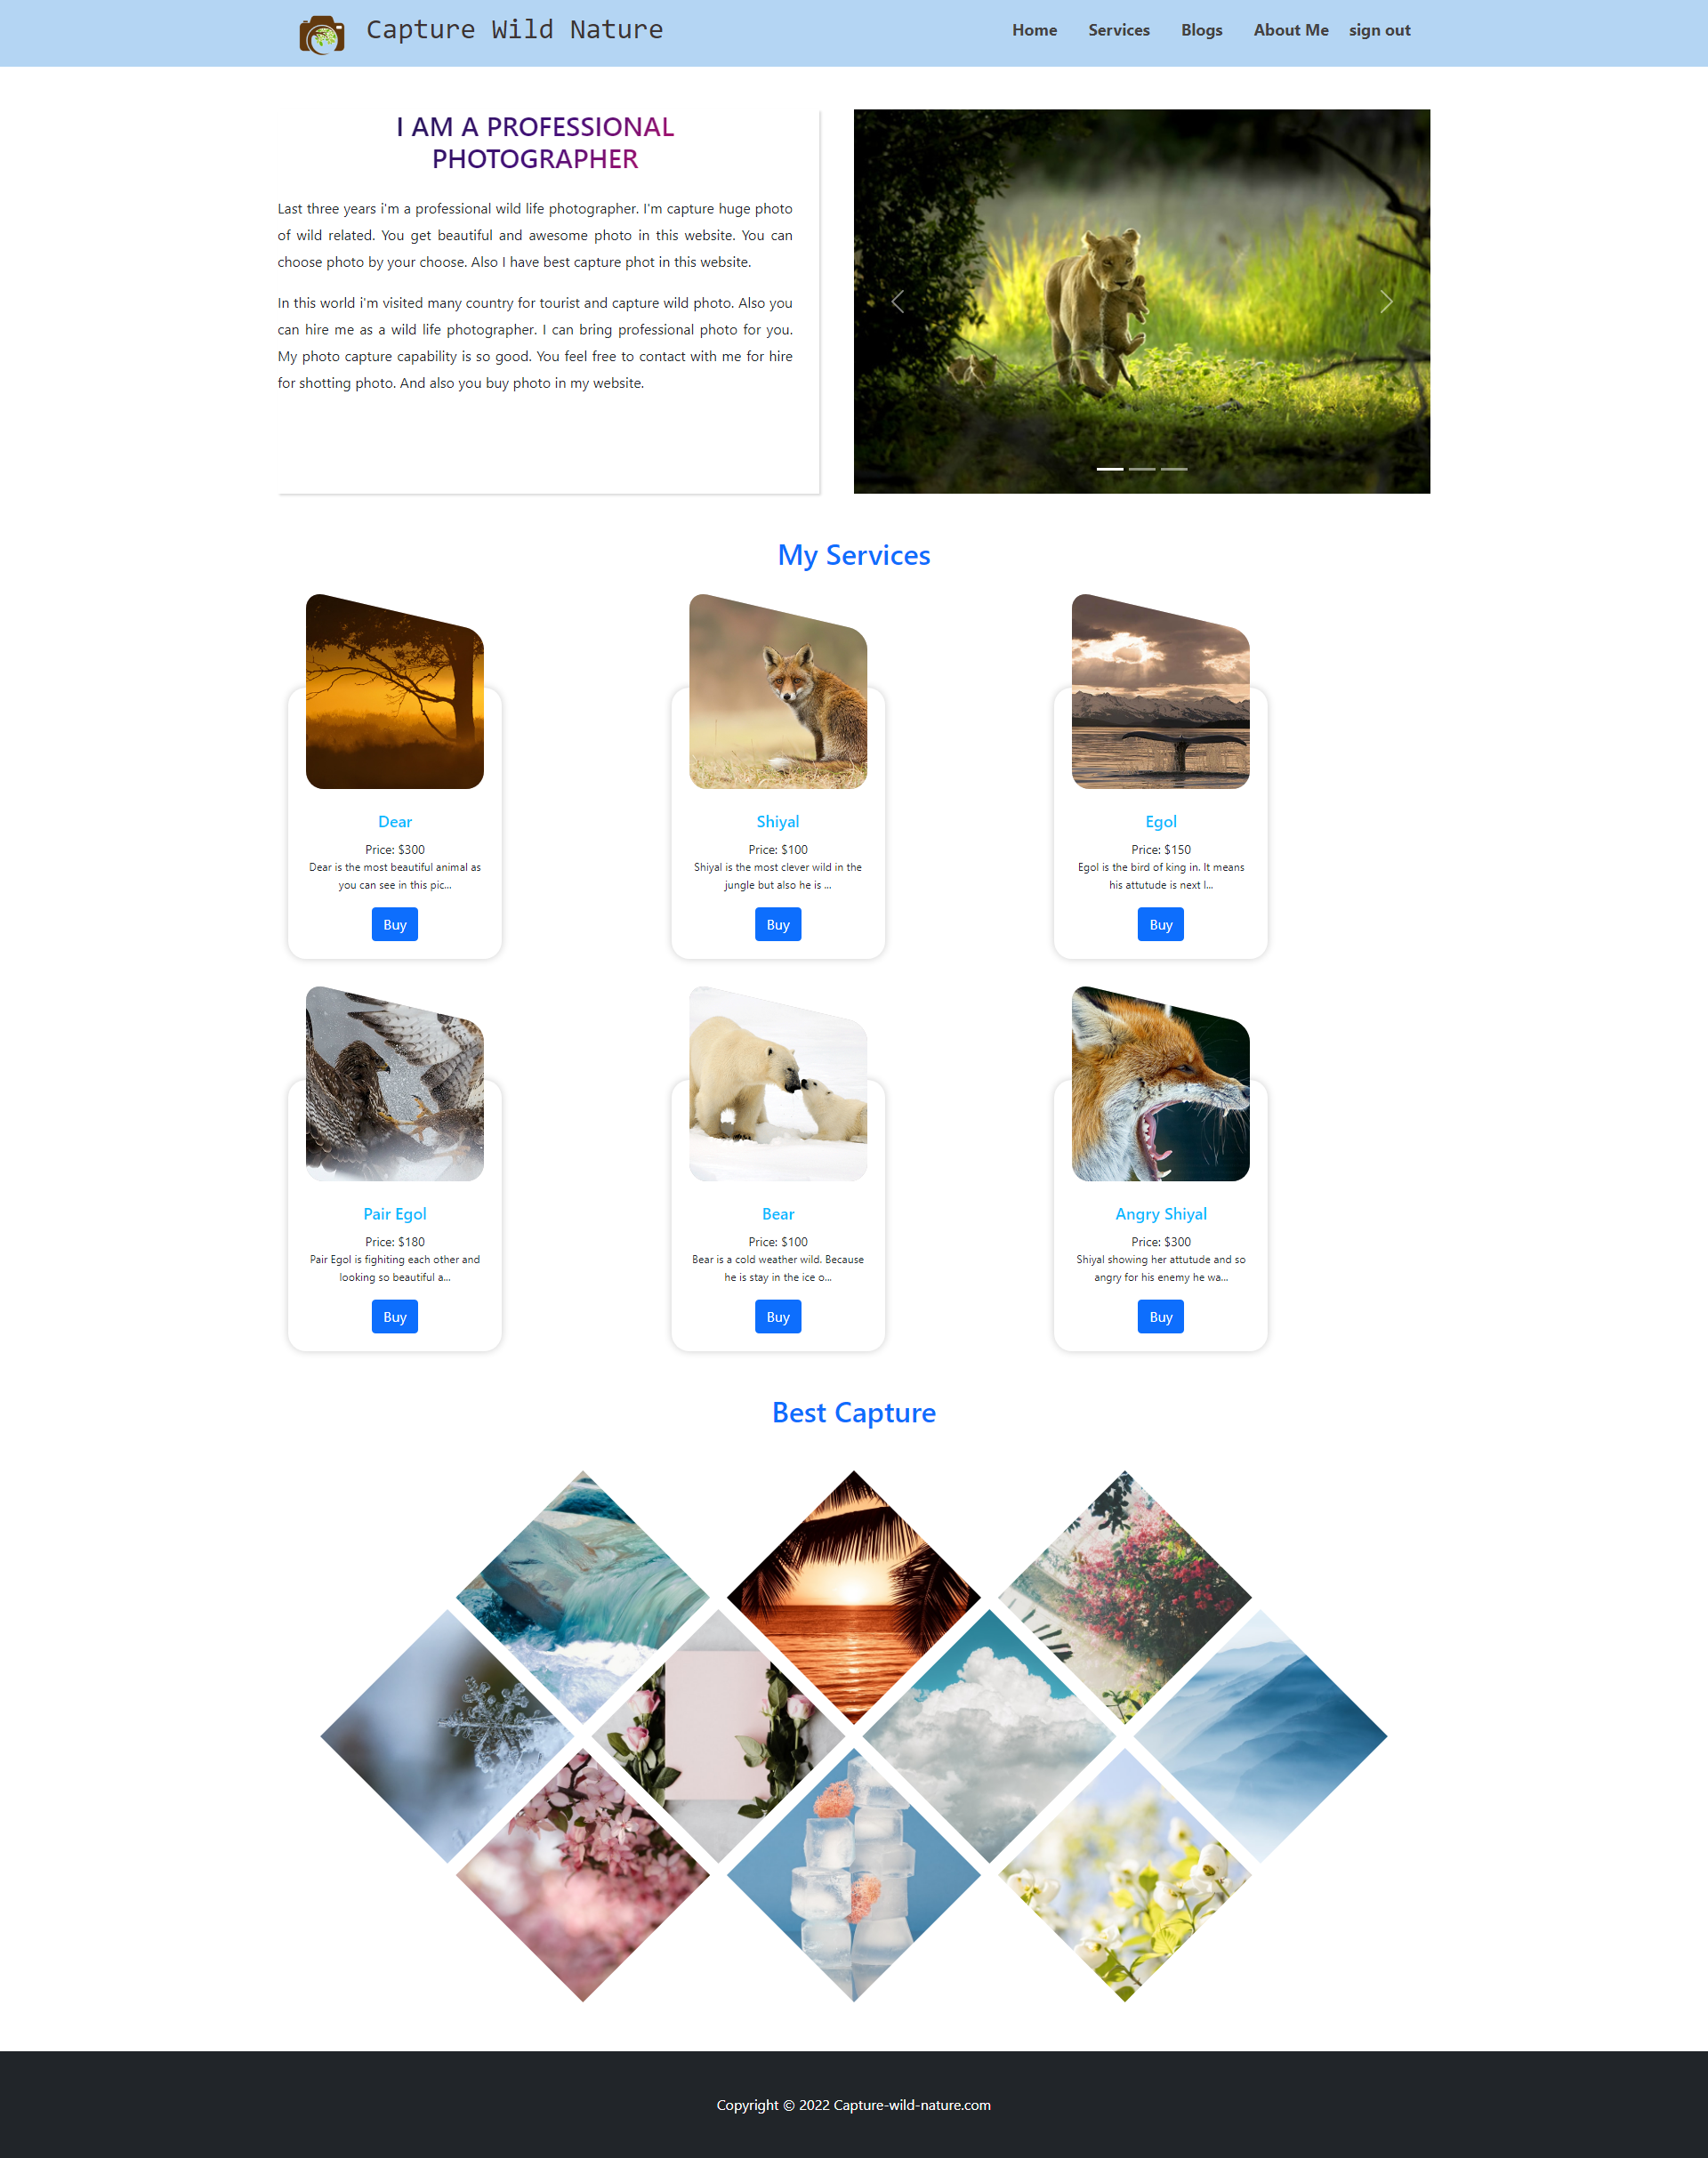 Capture Wild Nature
Home Services Blogs About Me sign out
I AM A PROFESSIONAL
PHOTOGRAPHER
Last three years i'm a professional wild life photographer. I'm capture huge photo
of wild related. You get beautiful and awesome photo in this website. You can
choose photo by your choose. Also I have best capture phot in this website.
In this world i'm visited many country for tourist and capture wild photo. Also you
can hire me as a wild life photographer. I can bring professional photo for you.
My photo capture capability is so good. You feel free to contact with me for hire
for shotting photo. And also you buy photo in my website.
My Services
Dear
Price: $300
Dear is the most beautiful animal as
you can see in this pic...
Buy
Shiyal
Price: $100
Shiyal is the most clever wild in the
jungle but also he is ...
Buy
Egol
Price: $150
Egol is the bird of king in. It means
his attutude is next l...
Buy
Pair Egol
Price: $180
Pair Egol is fighiting each other and
looking so beautiful a...
Buy
Bear
Price: $100
Bear is a cold weather wild. Because
he is stay in the ice o...
Buy
Angry Shiyal
Price: $300
Shiyal showing her attutude and so
angry for his enemy he wa...
Buy
Best Capture
Copyright © 2022 Capture-wild-nature.com